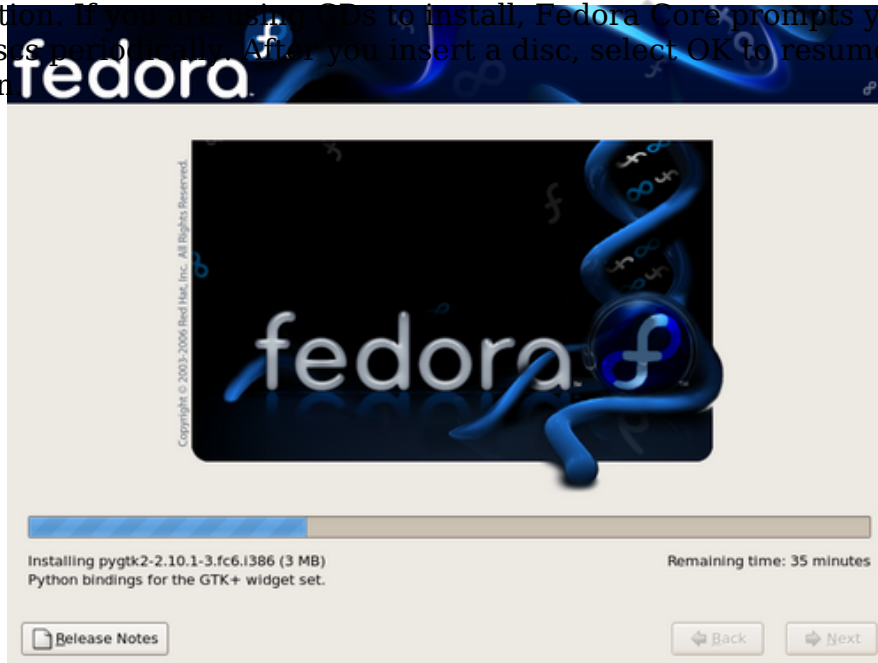 tion. If you are using CDs to install, Fedora Core prompts y
s periodically. After you insert a disc, select OK to resume
fedora
Copyright © 2003-2006 Red Hat, Inc. All Rights Reserved.
fedora
Installing pygtk2-2.10.1-3.fc6.i386 (3 MB)
Remaining time: 35 minutes
Python bindings for the GTK+ widget set.
Release Notes
Back
Next